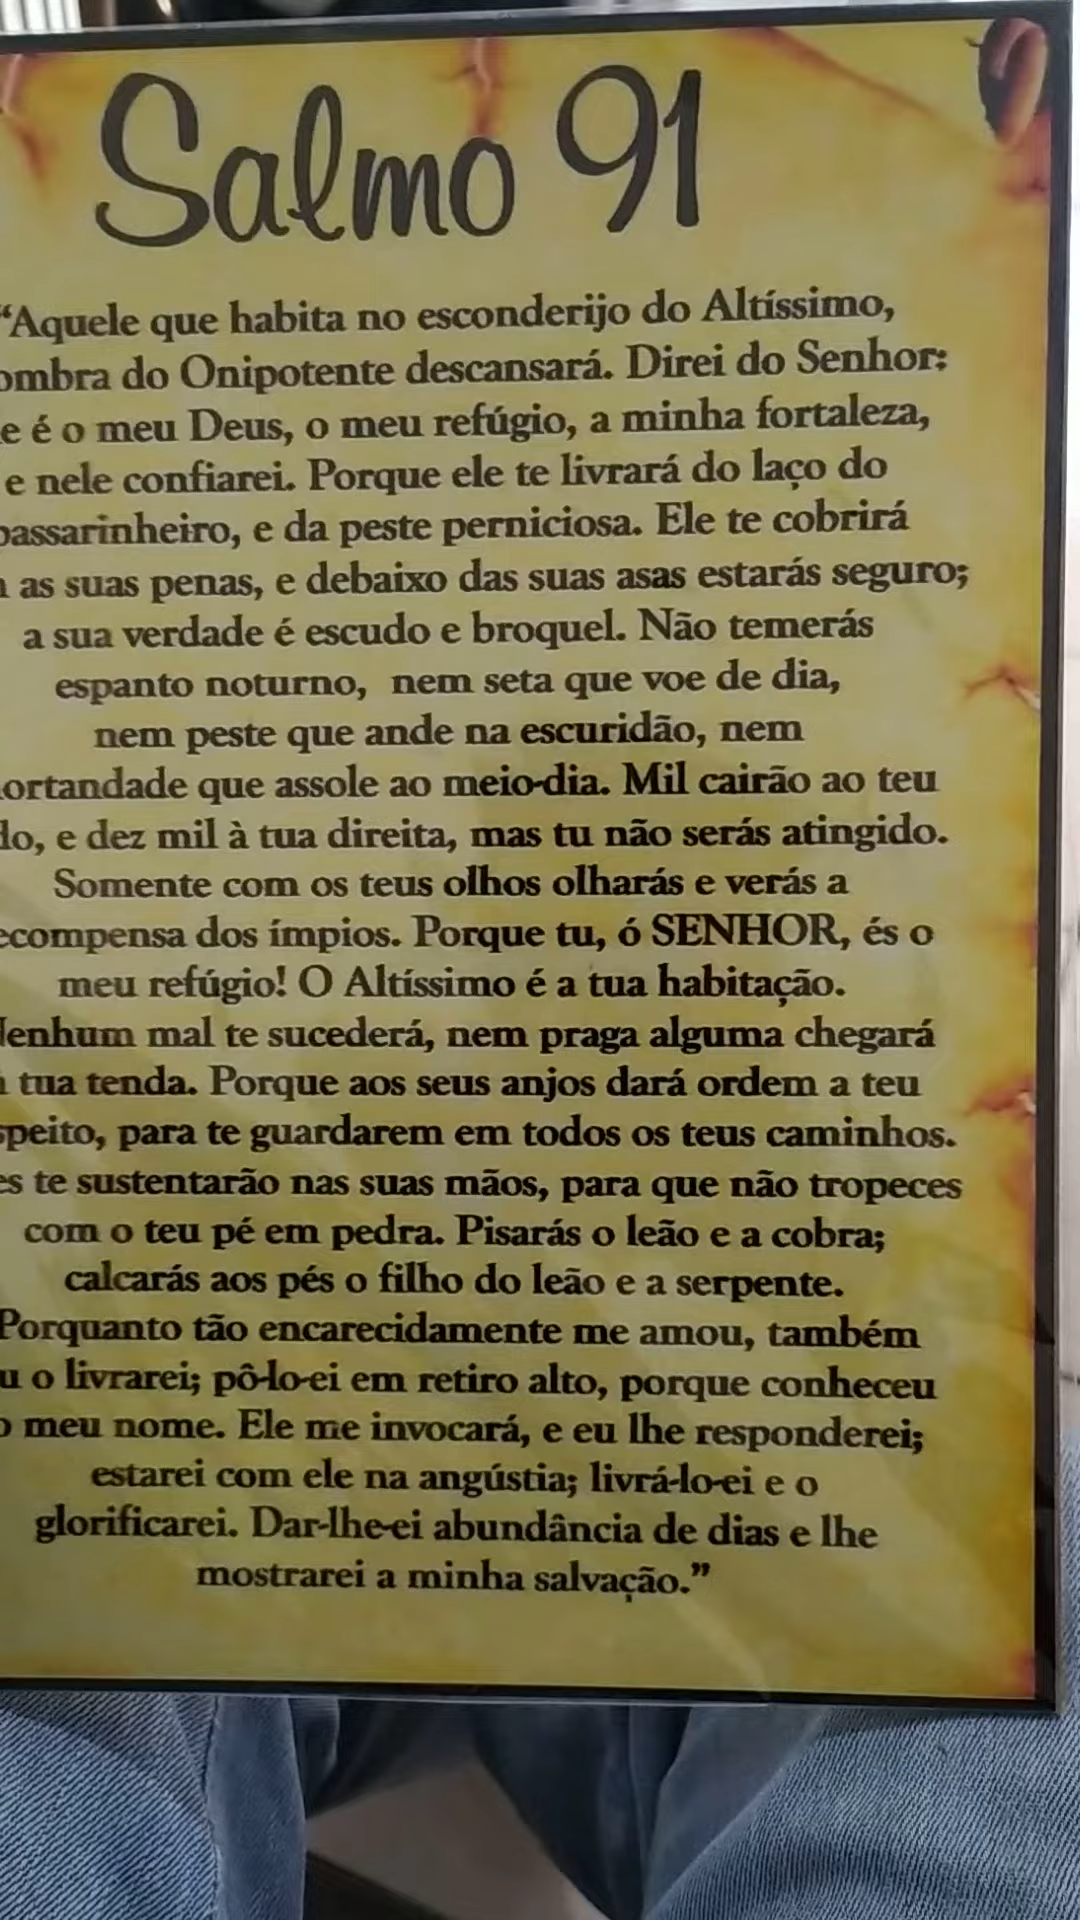 Salmo 91
“Aquele que habita no esconderijo do Altíssimo,
ombra do Onipotente descansará. Direi do Senhor:
e é o meu Deus, o meu refúgio, a minha fortaleza,
e nele confiarei. Porque ele te livrará do laço do
passarinheiro, e da peste perniciosa. Ele te cobrirá
as suas penas, e debaixo das suas asas estarás seguro;
a sua verdade é escudo e broquel. Não temerás
espanto noturno, nem seta que voe de dia,
nem peste que ande na escuridão, nem
ortandade que assole ao meio-dia. Mil cairão ao teu
do, e dez mil à tua direita, mas tu não serás atingido.
Somente com os teus olhos olharás e verás a
ecompensa dos ímpios. Porque tu, ó SENHOR, és o
meu refúgio! O Altíssimo é a tua habitação.
Nenhum mal te sucederá, nem praga alguma chegará
à tua tenda. Porque aos seus anjos dará ordem a teu
speito, para te guardarem em todos os teus caminhos.
es te sustentarão nas suas mãos, para que não tropeces
com o teu pé em pedra. Pisarás o leão e a cobra;
calcarás aos pés o filho do leão e a serpente.
Porquanto tão encarecidamente me amou, também
u o livrarei; pô-lo-ei em retiro alto, porque conheceu
o meu nome. Ele me invocará, e eu lhe responderei;
estarei com ele na angústia; livrá-lo-ei e o
glorificarei. Dar-lhe-ei abundância de dias e lhe
mostrarei a minha salvação.”